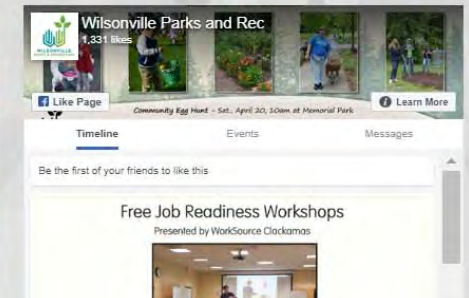 Wilsonville Parks and Rec
1,331 likes
WILSONVILLE
PARKS & RECREATION
Like Page
Community Egg Hunt - Sat., April 20, 10am at Memorial Park
Learn More
Timeline
Events
Messages
Be the first of your friends to like this
Free Job Readiness Workshops
Presented by WorkSource Clackamas